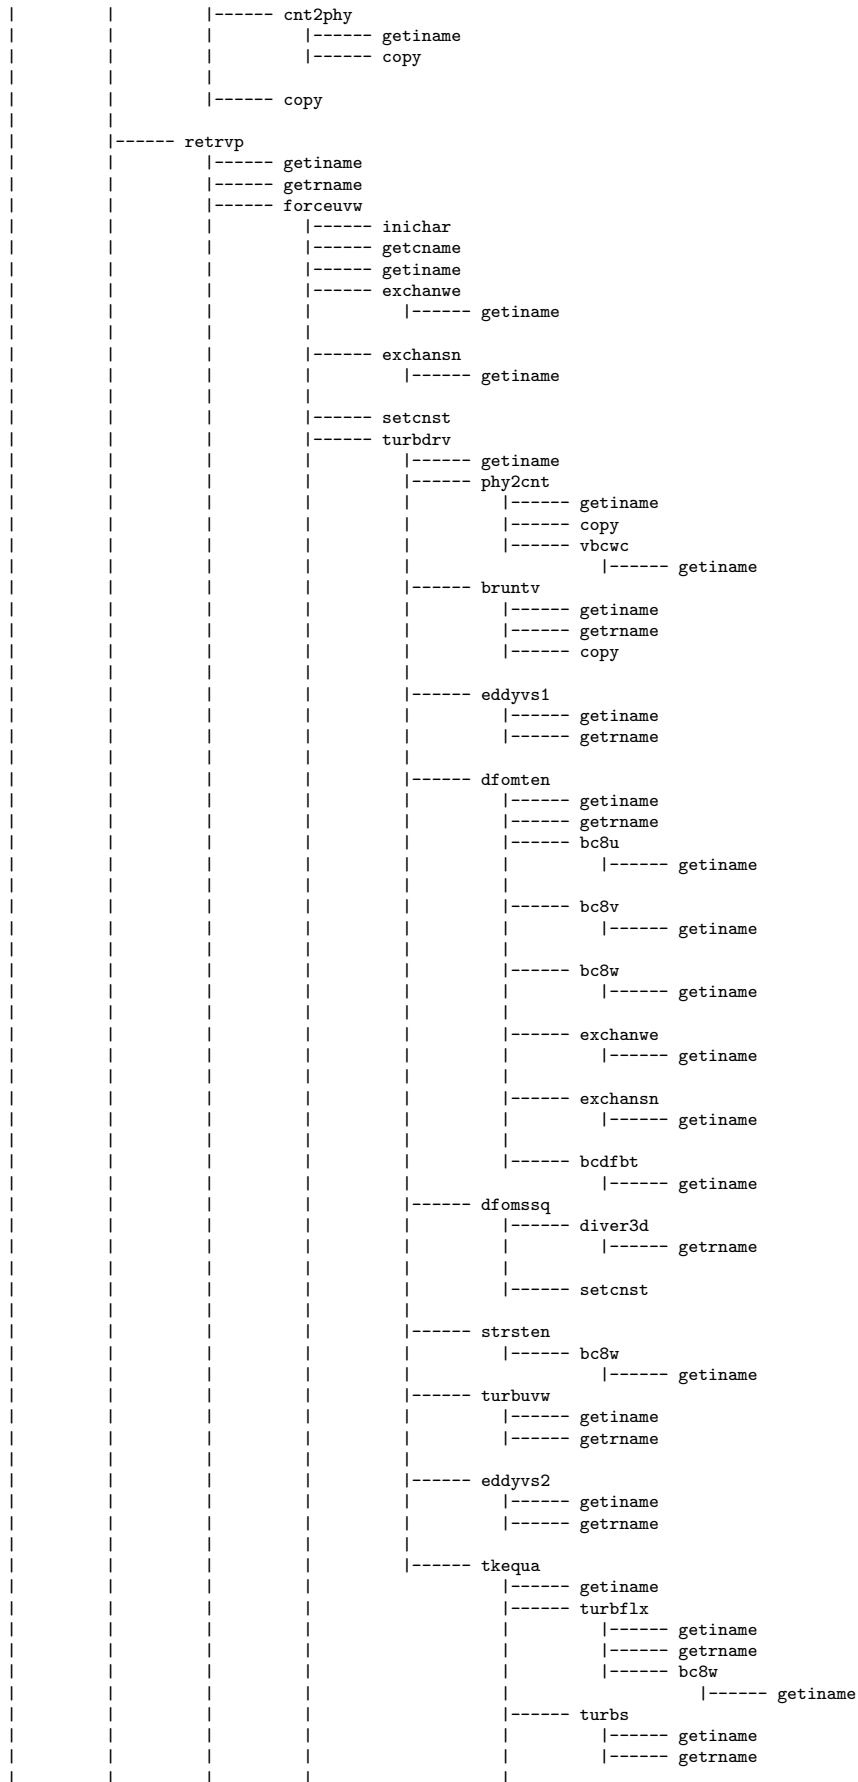 |            |            |------ cnt2phy
|            |            |            |------ getiname
|            |            |            |------ copy
|            |            |
|            |            |------ copy
|            |
|            |------ retrvp
|            |            |------ getiname
|            |            |------ getrname
|            |            |------ forceuvw
|            |            |            |------ inichar
|            |            |            |------ getcname
|            |            |            |------ getiname
|            |            |            |------ exchanwe
|            |            |            |            |------ getiname
|            |            |            |
|            |            |            |------ exchansn
|            |            |            |            |------ getiname
|            |            |            |
|            |            |            |------ setcnst
|            |            |            |------ turbdrv
|            |            |            |            |------ getiname
|            |            |            |            |------ phy2cnt
|            |            |            |            |            |------ getiname
|            |            |            |            |            |------ copy
|            |            |            |            |            |------ vbcwc
|            |            |            |            |                         |------ getiname
|            |            |            |            |------ bruntv
|            |            |            |            |            |------ getiname
|            |            |            |            |            |------ getrname
|            |            |            |            |            |------ copy
|            |            |            |            |
|            |            |            |            |------ eddyvs1
|            |            |            |            |            |------ getiname
|            |            |            |            |            |------ getrname
|            |            |            |            |
|            |            |            |            |------ dfomten
|            |            |            |            |            |------ getiname
|            |            |            |            |            |------ getrname
|            |            |            |            |            |------ bc8u
|            |            |            |            |            |            |------ getiname
|            |            |            |            |            |
|            |            |            |            |            |------ bc8v
|            |            |            |            |            |            |------ getiname
|            |            |            |            |            |
|            |            |            |            |            |------ bc8w
|            |            |            |            |            |            |------ getiname
|            |            |            |            |            |
|            |            |            |            |            |------ exchanwe
|            |            |            |            |            |            |------ getiname
|            |            |            |            |            |
|            |            |            |            |            |------ exchansn
|            |            |            |            |            |            |------ getiname
|            |            |            |            |            |
|            |            |            |            |            |------ bcdfbt
|            |            |            |            |                         |------ getiname
|            |            |            |            |------ dfomssq
|            |            |            |            |            |------ diver3d
|            |            |            |            |            |            |------ getrname
|            |            |            |            |            |
|            |            |            |            |            |------ setcnst
|            |            |            |            |
|            |            |            |            |------ strsten
|            |            |            |            |            |------ bc8w
|            |            |            |            |                         |------ getiname
|            |            |            |            |------ turbuvw
|            |            |            |            |            |------ getiname
|            |            |            |            |            |------ getrname
|            |            |            |            |
|            |            |            |            |------ eddyvs2
|            |            |            |            |            |------ getiname
|            |            |            |            |            |------ getrname
|            |            |            |            |
|            |            |            |            |------ tkequa
|            |            |            |                         |------ getiname
|            |            |            |                         |------ turbflx
|            |            |            |                         |            |------ getiname
|            |            |            |                         |            |------ getrname
|            |            |            |                         |            |------ bc8w
|            |            |            |                         |                         |------ getiname
|            |            |            |                         |------ turbs
|            |            |            |                         |            |------ getiname
|            |            |            |                         |            |------ getrname
|            |            |            |                         |